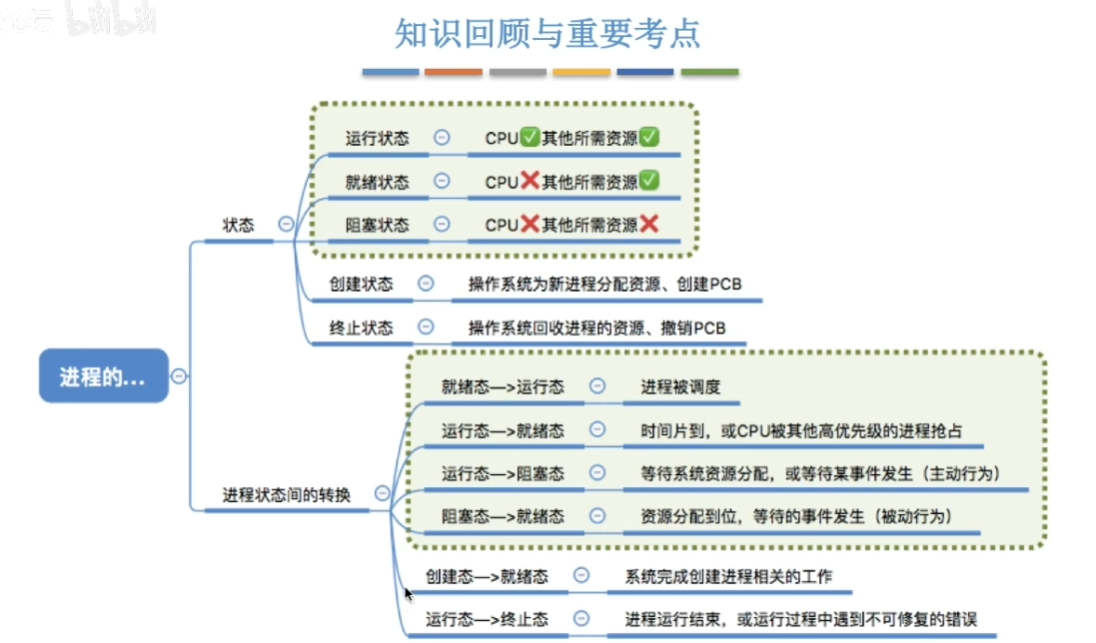 bilibili
知识回顾与重要考点
运行状态 CPU✅其他所需资源✅
就绪状态 CPU❌其他所需资源✅
状态
阻塞状态 CPU❌其他所需资源❌
创建状态 操作系统为新进程分配资源、创建PCB
终止状态 操作系统回收进程的资源、撤销PCB
进程的...
就绪态—>运行态 进程被调度
运行态—>就绪态 时间片到，或CPU被其他高优先级的进程抢占
运行态—>阻塞态 等待系统资源分配，或等待某事件发生（主动行为）
进程状态间的转换
阻塞态—>就绪态 资源分配到位，等待的事件发生（被动行为）
创建态—>就绪态 系统完成创建进程相关的工作
运行态—>终止态 进程运行结束，或运行过程中遇到不可修复的错误